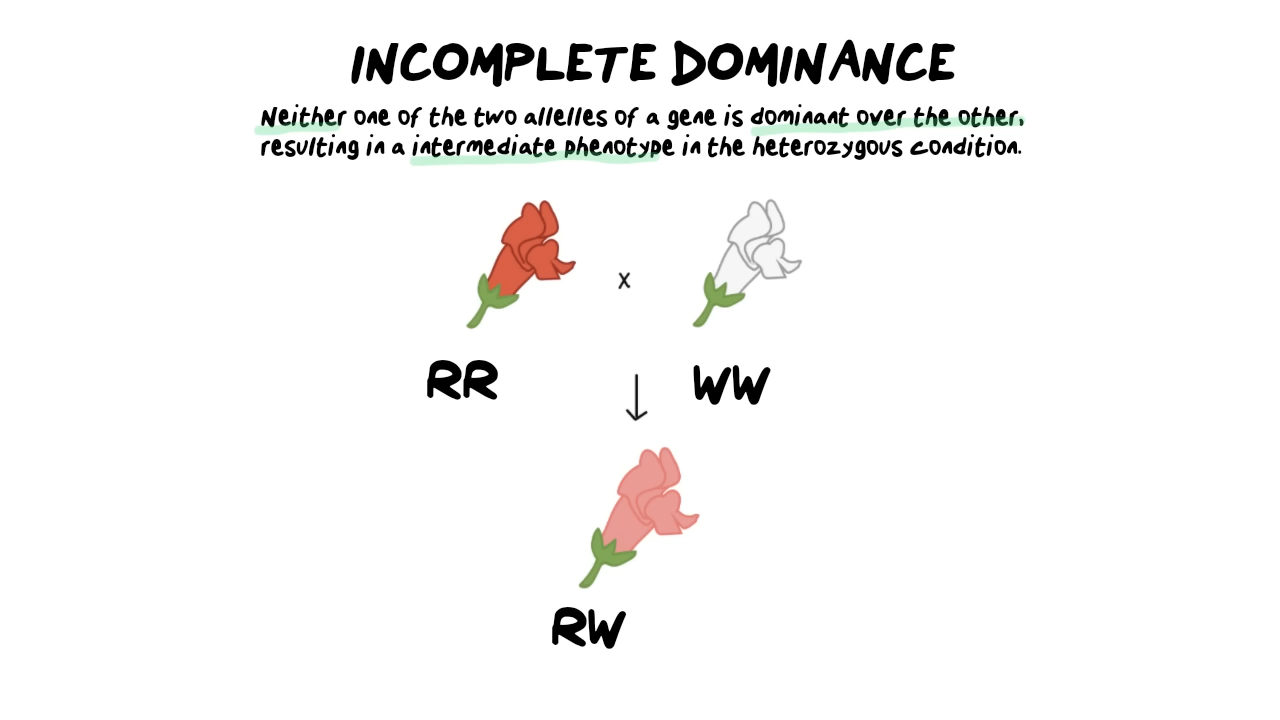 INCOMPLETE DOMINANCE
Neither one of the two allelles of a gene is dominant over the other,
resulting in a intermediate phenotype in the heterozygous condition.
x
RR
WW
RW